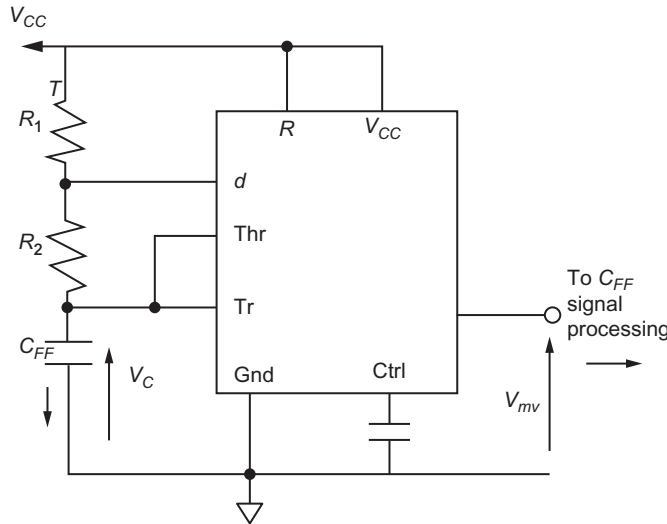 V_CC
T
R_1
R
V_CC
d
Thr
R_2
Tr
To C_FF
signal
processing
C_FF
V_C
Gnd
Ctrl
V_mv